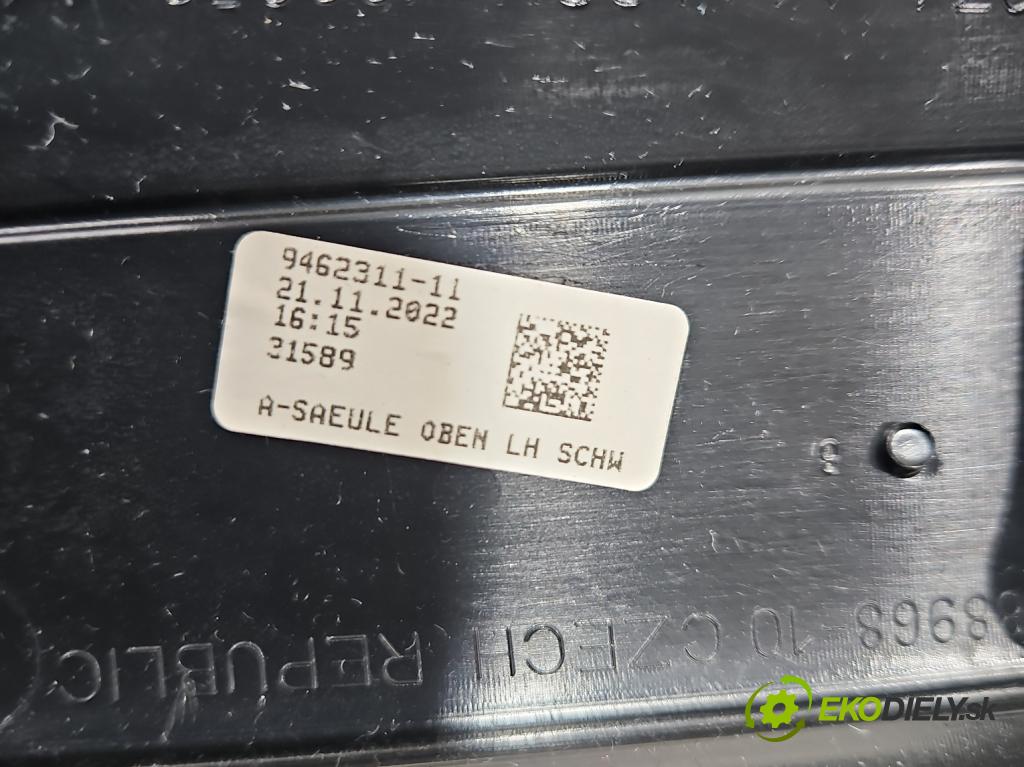 9462311-11
21.11.2022
16:15
31589
A-SAEULE OBEN LH SCHW
8968-10 CZECH REPUBLIC
EKODIELY.sk